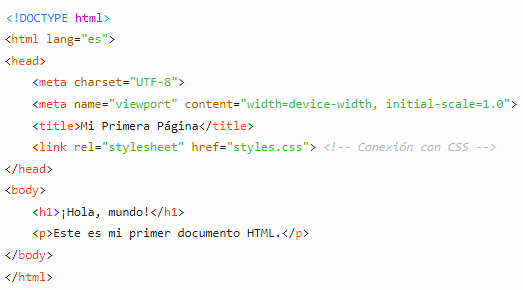 <!DOCTYPE html>
<html lang="es">
<head>
    <meta charset="UTF-8">
    <meta name="viewport" content="width=device-width, initial-scale=1.0">
    <title>Mi Primera Página</title>
    <link rel="stylesheet" href="styles.css"> <!-- Conexión con CSS -->
</head>
<body>
    <h1>¡Hola, mundo!</h1>
    <p>Este es mi primer documento HTML.</p>
</body>
</html>